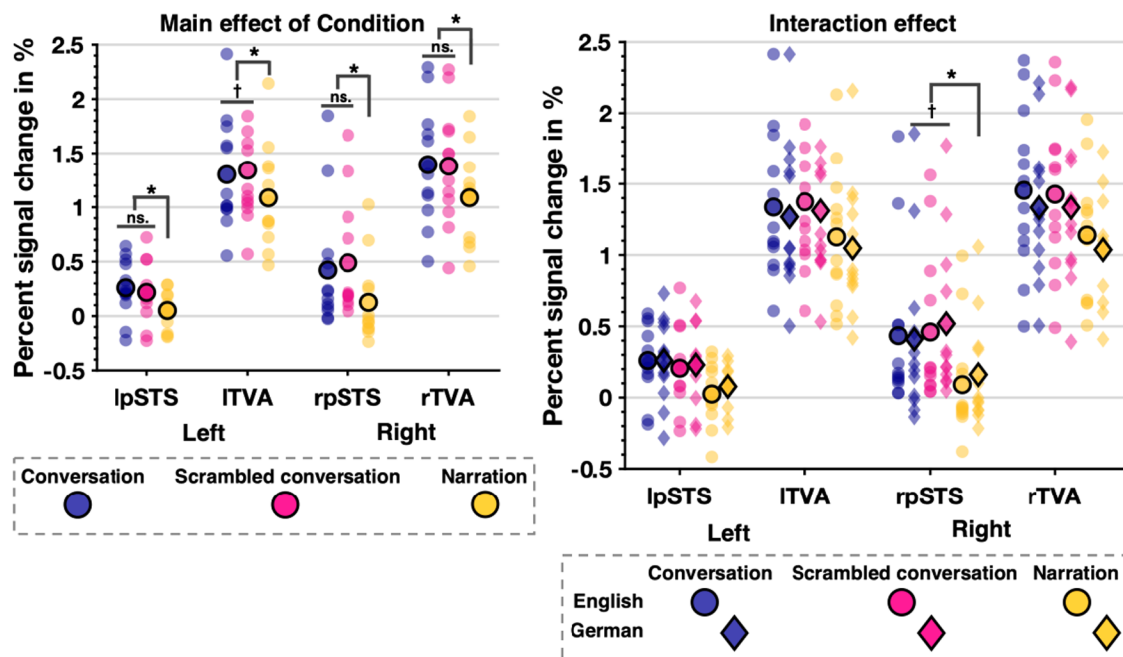 Main effect of Condition
Percent signal change in %
2.5
2
1.5
1
0.5
0
-0.5
ns.
*
†
*
ns.
*
ns.
*
lpSTS lTVA rpSTS rTVA
Left Right
Conversation Scrambled conversation Narration
Interaction effect
Percent signal change in %
2.5
2
1.5
1
0.5
0
-0.5
†
*
lpSTS lTVA rpSTS rTVA
Left Right
Conversation Scrambled conversation Narration
English
German